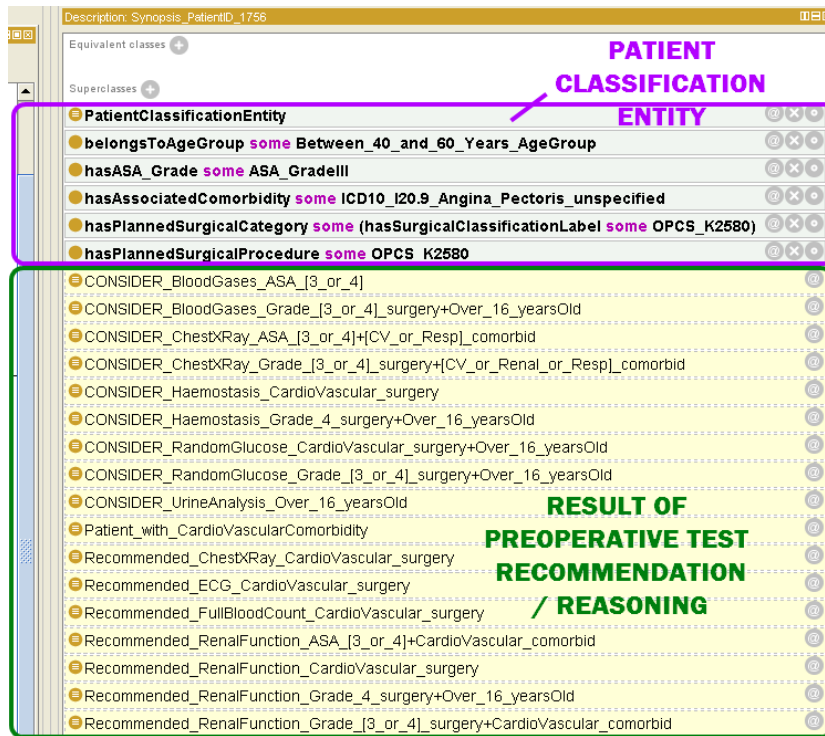 Description: Synopsis_PatientID_1756
Equivalent classes
PATIENT
CLASSIFICATION
ENTITY
Superclasses
PatientClassificationEntity
belongsToAgeGroup some Between_40_and_60_Years_AgeGroup
hasASA_Grade some ASA_GradeIII
hasAssociatedComorbidity some ICD10_I20.9_Angina_Pectoris_unspecified
hasPlannedSurgicalCategory some (hasSurgicalClassificationLabel some OPCS_K2580)
hasPlannedSurgicalProcedure some OPCS_K2580
CONSIDER_BloodGases_ASA_[3_or_4]
CONSIDER_BloodGases_Grade_[3_or_4]_surgery+Over_16_yearsOld
CONSIDER_ChestXRay_ASA_[3_or_4]+[CV_or_Resp]_comorbid
CONSIDER_ChestXRay_Grade_[3_or_4]_surgery+[CV_or_Renal_or_Resp]_comorbid
CONSIDER_Haemostasis_CardioVascular_surgery
CONSIDER_Haemostasis_Grade_4_surgery+Over_16_yearsOld
CONSIDER_RandomGlucose_CardioVascular_surgery+Over_16_yearsOld
CONSIDER_RandomGlucose_Grade_[3_or_4]_surgery+Over_16_yearsOld
CONSIDER_UrineAnalysis_Over_16_yearsOld
Patient_with_CardioVascularComorbidity
Recommended_ChestXRay_CardioVascular_surgery
Recommended_ECG_CardioVascular_surgery
Recommended_FullBloodCount_CardioVascular_surgery
Recommended_RenalFunction_ASA_[3_or_4]+CardioVascular_comorbid
Recommended_RenalFunction_CardioVascular_surgery
Recommended_RenalFunction_Grade_4_surgery+Over_16_yearsOld
Recommended_RenalFunction_Grade_[3_or_4]_surgery+CardioVascular_comorbid
RESULT OF
PREOPERATIVE TEST
RECOMMENDATION
/ REASONING